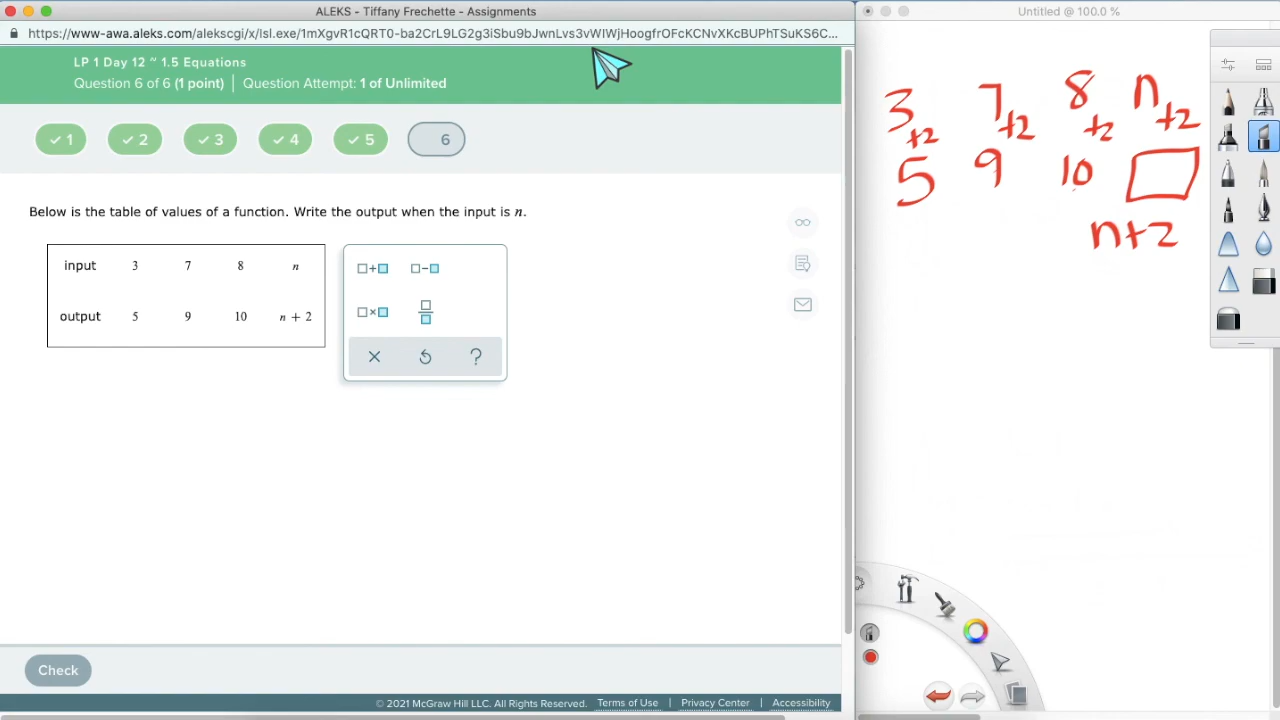 ALEKS - Tiffany Frechette - Assignments
Untitled @ 100.0 %
https://www-awa.aleks.com/alekscgi/x/Isl.exe/1mXgvR1cQRT0-ba2CrL9LG2g3iSbu9bJwnLvs3vWIWjHoogfrOFcKCNvXKcBUPhTSuKS6C...
LP 1 Day 12 ~ 1.5 Equations
Question 6 of 6 (1 point) | Question Attempt: 1 of Unlimited
✓ 1 ✓ 2 ✓ 3 ✓ 4 ✓ 5 6
Below is the table of values of a function. Write the output when the input is n.
input 3 7 8 n
output 5 9 10 n + 2
□+□ □-□
□×□ □/□
× ↺ ?
3 7 8 n
+2 +2 +2 +2
5 9 10 □
n+2
Check
© 2021 McGraw Hill LLC. All Rights Reserved. Terms of Use | Privacy Center | Accessibility